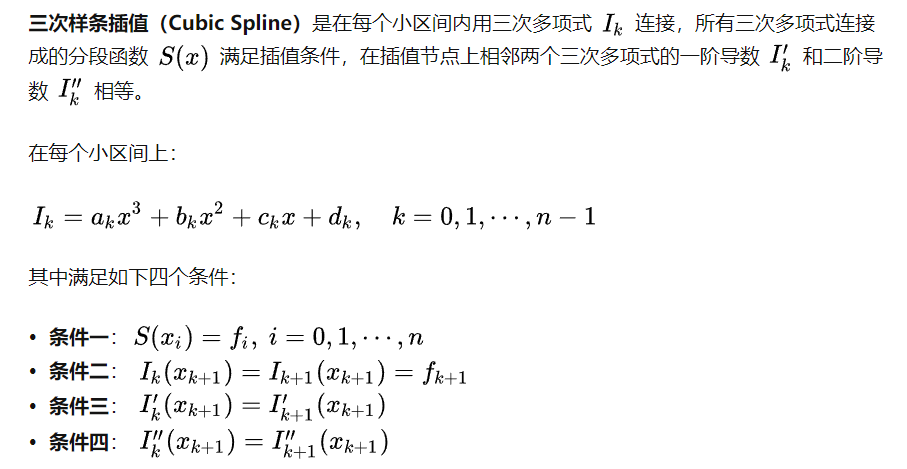 三次样条插值（Cubic Spline）是在每个小区间内用三次多项式 $I_k$ 连接，所有三次多项式连接
成的分段函数 $S(x)$ 满足插值条件，在插值节点上相邻两个三次多项式的一阶导数 $I'_k$ 和二阶导
数 $I''_k$ 相等。
在每个小区间上：
$I_k = a_k x^3 + b_k x^2 + c_k x + d_k, \quad k = 0, 1, \cdots, n-1$
其中满足如下四个条件：
• 条件一： $S(x_i) = f_i, \ i = 0, 1, \cdots, n$
• 条件二： $I_k(x_{k+1}) = I_{k+1}(x_{k+1}) = f_{k+1}$
• 条件三： $I'_k(x_{k+1}) = I'_{k+1}(x_{k+1})$
• 条件四： $I''_k(x_{k+1}) = I''_{k+1}(x_{k+1})$